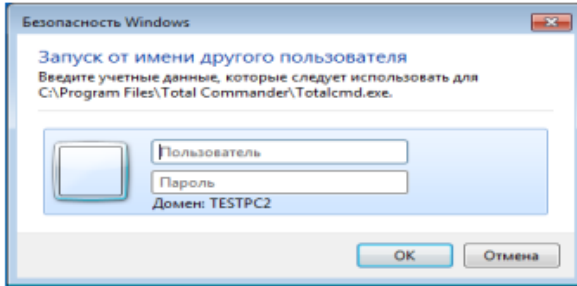 Безопасность Windows
Запуск от имени другого пользователя
Введите учетные данные, которые следует использовать для
C:\Program Files\Total Commander\Totalcmd.exe.
Пользователь
Пароль
Домен: TESTPC2
OK
Отмена